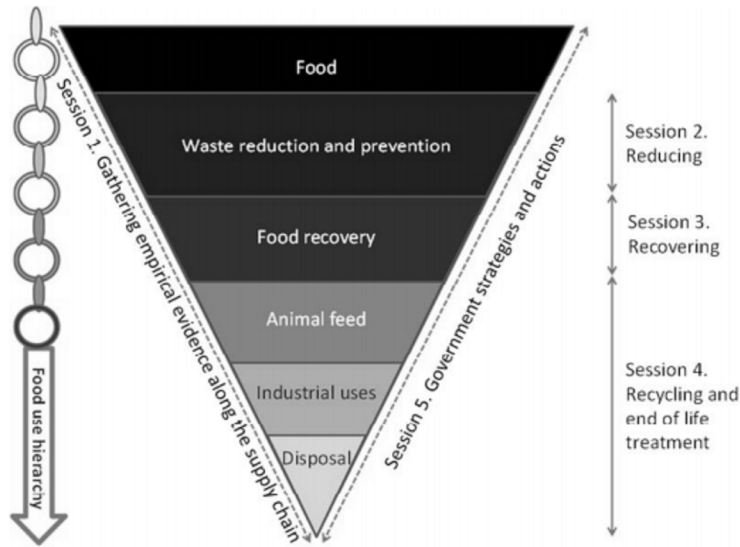 Food
Waste reduction and prevention
Food recovery
Animal feed
Industrial uses
Disposal
Session 1. Gathering empirical evidence along the supply chain
Session 5. Government strategies and actions
Session 2.
Reducing
Session 3.
Recovering
Session 4.
Recycling and
end of life
treatment
Food use hierarchy